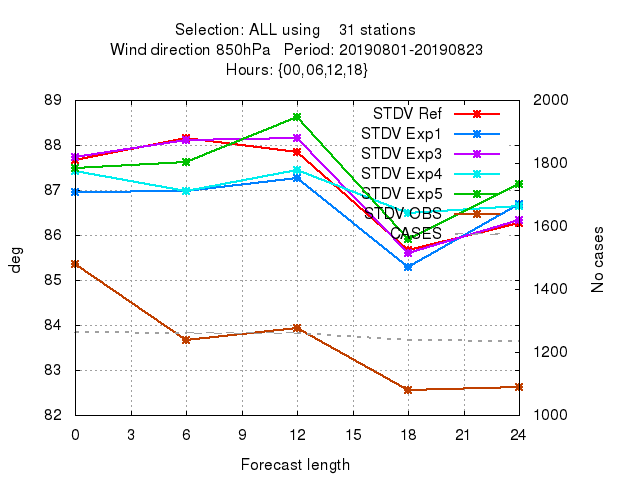 Selection: ALL using    31 stations
Wind direction 850hPa   Period: 20190801-20190823
Hours: {00,06,12,18}
89 2000
STDV Ref
STDV Exp1
88 1800
STDV Exp3
STDV Exp4
87 STDV Exp5
STDV OBS
86 CASES 1600
85 1400
84
83 1200
82 1000
deg
No cases
0 3 6 9 12 15 18 21 24
Forecast length